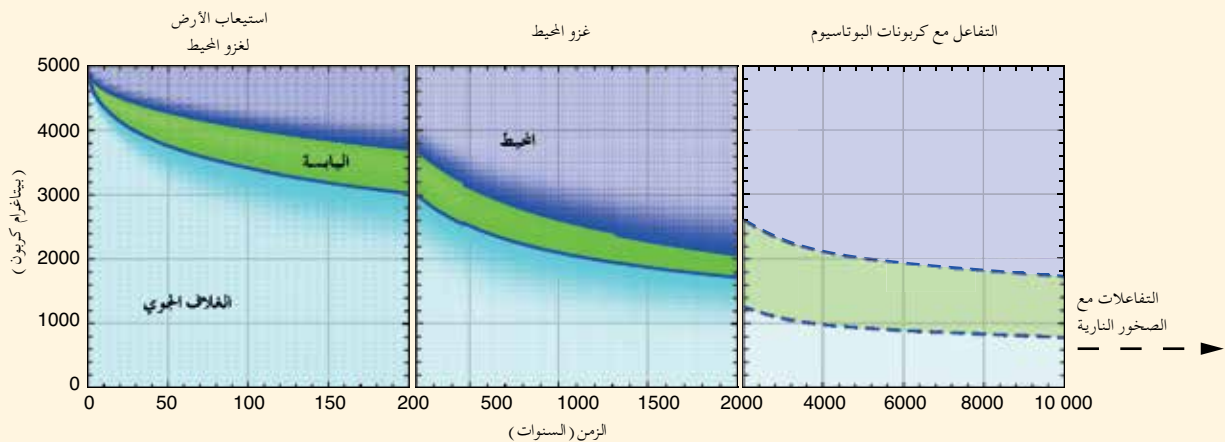 استيعاب الأرض
لغزو المحيط
غزو المحيط
التفاعل مع كربونات البوتاسيوم
5000
4000
3000
2000
1000
0
(بيتاغرام كربون)
المحيط
اليابسة
الغلاف الجوي
التفاعلات مع
الصخور النارية
0 50 100 150 200 500 1000 1500 2000 4000 6000 8000 10 000
الزمن (السنوات)